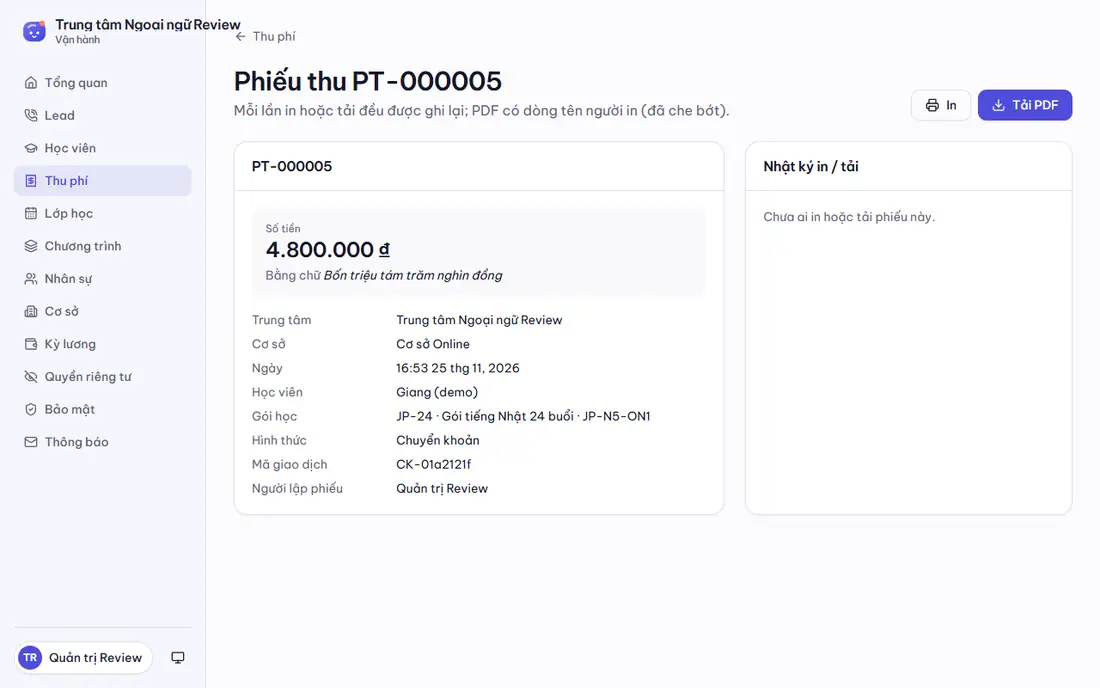 Trung tâm Ngoại ngữ Review
Vận hành
Tổng quan
Lead
Học viên
Thu phí
Lớp học
Chương trình
Nhân sự
Cơ sở
Kỳ lương
Quyền riêng tư
Bảo mật
Thông báo
TR
Quản trị Review
Thu phí
Phiếu thu PT-000005
Mỗi lần in hoặc tải đều được ghi lại; PDF có dòng tên người in (đã che bớt).
In
Tải PDF
PT-000005
Số tiền
4.800.000 ₫
Bằng chữ Bốn triệu tám trăm nghìn đồng
Trung tâm Trung tâm Ngoại ngữ Review
Cơ sở Cơ sở Online
Ngày 16:53 25 thg 11, 2026
Học viên Giang (demo)
Gói học JP-24 · Gói tiếng Nhật 24 buổi · JP-N5-ON1
Hình thức Chuyển khoản
Mã giao dịch CK-01a2121f
Người lập phiếu Quản trị Review
Nhật ký in / tải
Chưa ai in hoặc tải phiếu này.